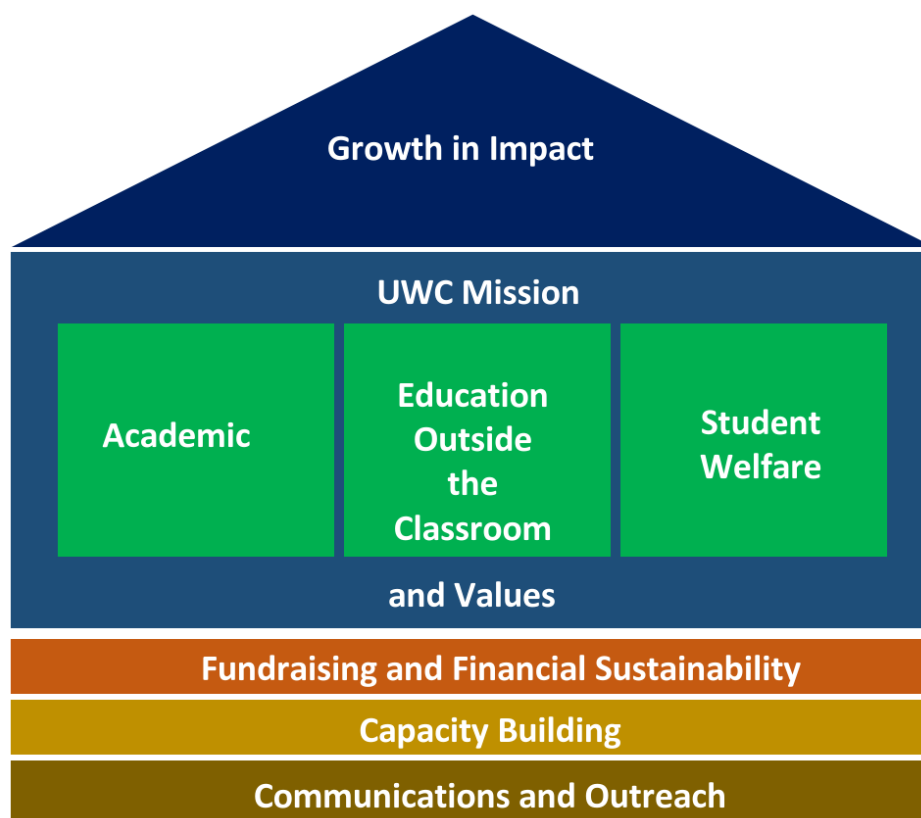 Growth in Impact
UWC Mission
Academic
Education
Outside
the
Classroom
Student
Welfare
and Values
Fundraising and Financial Sustainability
Capacity Building
Communications and Outreach